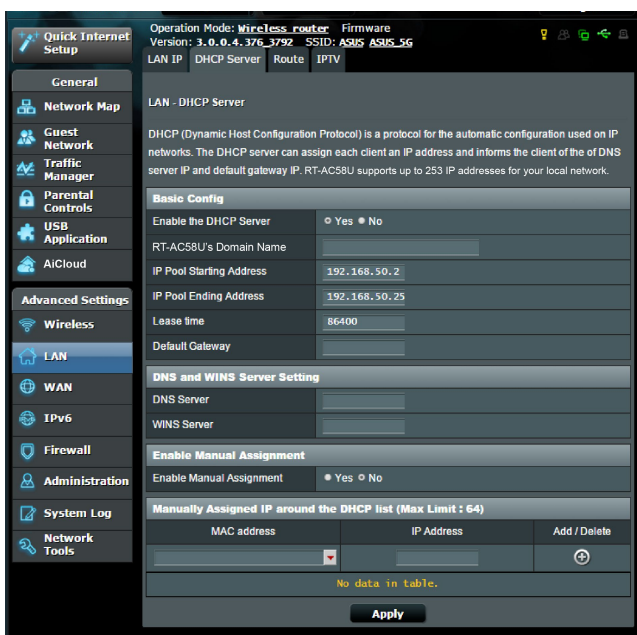 Quick Internet
Setup
General
Network Map
Guest
Network
Traffic
Manager
Parental
Controls
USB
Application
AiCloud
Advanced Settings
Wireless
LAN
WAN
IPv6
Firewall
Administration
System Log
Network
Tools
Operation Mode: Wireless router Firmware
Version: 3.0.0.4.376_3792 SSID: ASUS ASUS_5G
LAN IP DHCP Server Route IPTV
LAN - DHCP Server
DHCP (Dynamic Host Configuration Protocol) is a protocol for the automatic configuration used on IP
networks. The DHCP server can assign each client an IP address and informs the client of the of DNS
server IP and default gateway IP. RT-AC58U supports up to 253 IP addresses for your local network.
Basic Config
Enable the DHCP Server Yes No
RT-AC58U's Domain Name
IP Pool Starting Address 192.168.50.2
IP Pool Ending Address 192.168.50.25
Lease time 86400
Default Gateway
DNS and WINS Server Setting
DNS Server
WINS Server
Enable Manual Assignment
Enable Manual Assignment Yes No
Manually Assigned IP around the DHCP list (Max Limit : 64)
MAC address IP Address Add / Delete
No data in table.
Apply